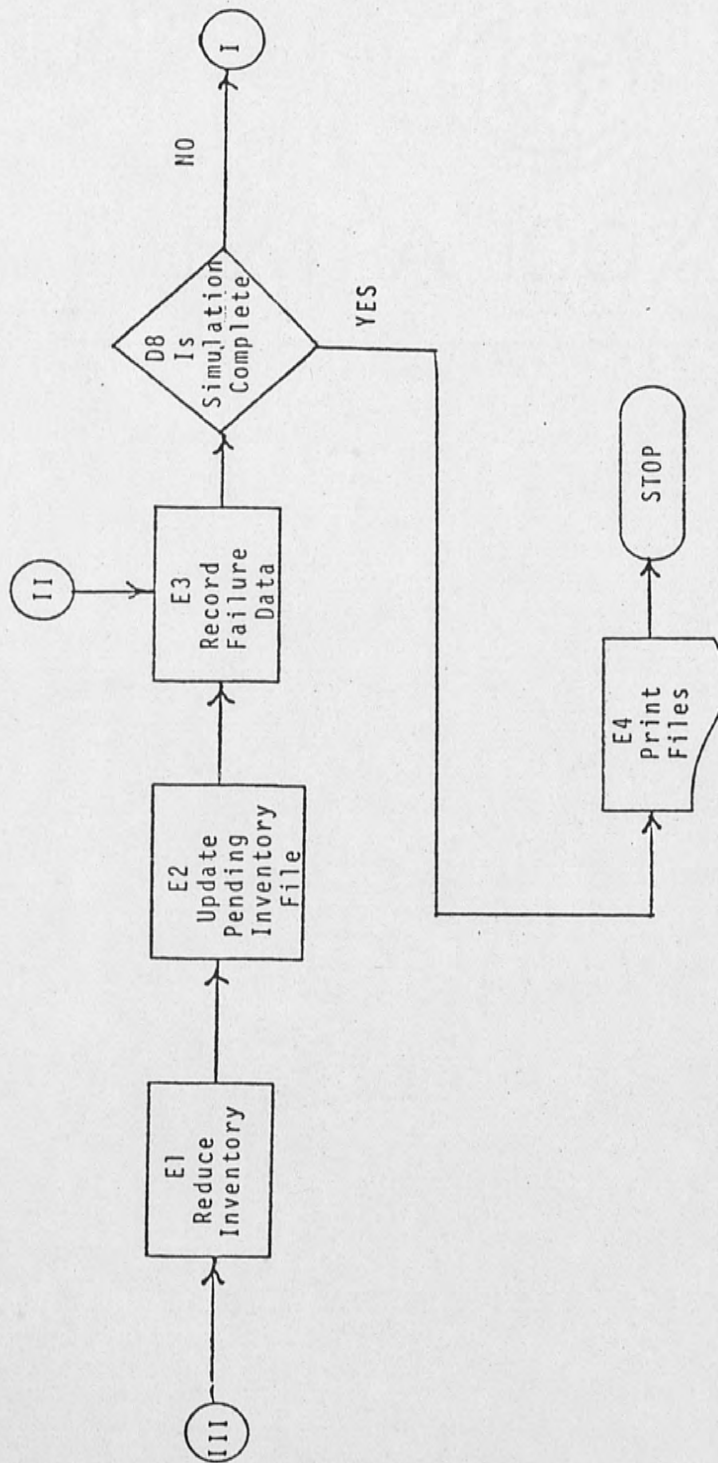 III
E1
Reduce
Inventory
E2
Update
Pending
Inventory
File
II
E3
Record
Failure
Data
D8
Is
Simulation
Complete
NO
I
YES
E4
Print
Files
STOP